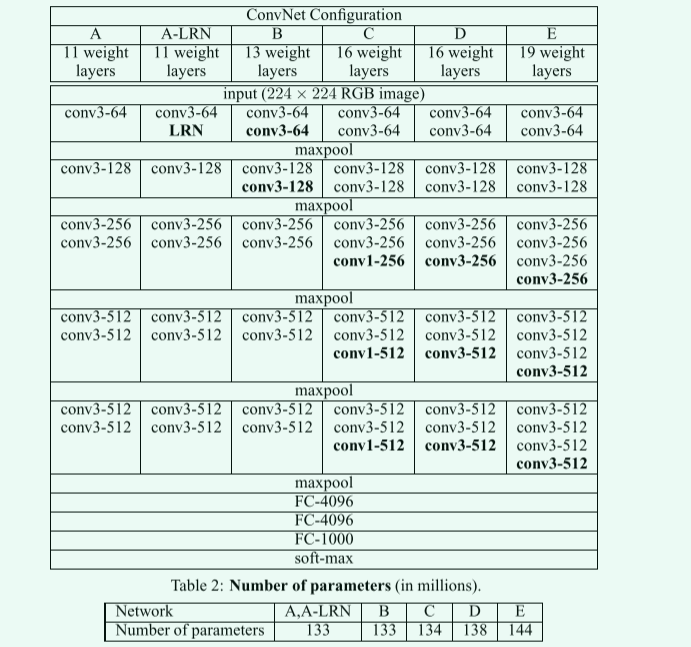 ConvNet Configuration
A A-LRN B C D E
11 weight 11 weight 13 weight 16 weight 16 weight 19 weight
layers layers layers layers layers layers
input (224 × 224 RGB image)
conv3-64 conv3-64 conv3-64 conv3-64 conv3-64 conv3-64
LRN conv3-64 conv3-64 conv3-64 conv3-64
maxpool
conv3-128 conv3-128 conv3-128 conv3-128 conv3-128 conv3-128
conv3-128 conv3-128 conv3-128 conv3-128
maxpool
conv3-256 conv3-256 conv3-256 conv3-256 conv3-256 conv3-256
conv3-256 conv3-256 conv3-256 conv3-256 conv3-256 conv3-256
conv1-256 conv3-256 conv3-256
conv3-256
maxpool
conv3-512 conv3-512 conv3-512 conv3-512 conv3-512 conv3-512
conv3-512 conv3-512 conv3-512 conv3-512 conv3-512 conv3-512
conv1-512 conv3-512 conv3-512
conv3-512
maxpool
conv3-512 conv3-512 conv3-512 conv3-512 conv3-512 conv3-512
conv3-512 conv3-512 conv3-512 conv3-512 conv3-512 conv3-512
conv1-512 conv3-512 conv3-512
conv3-512
maxpool
FC-4096
FC-4096
FC-1000
soft-max
Table 2: Number of parameters (in millions).
Network A,A-LRN B C D E
Number of parameters 133 133 134 138 144